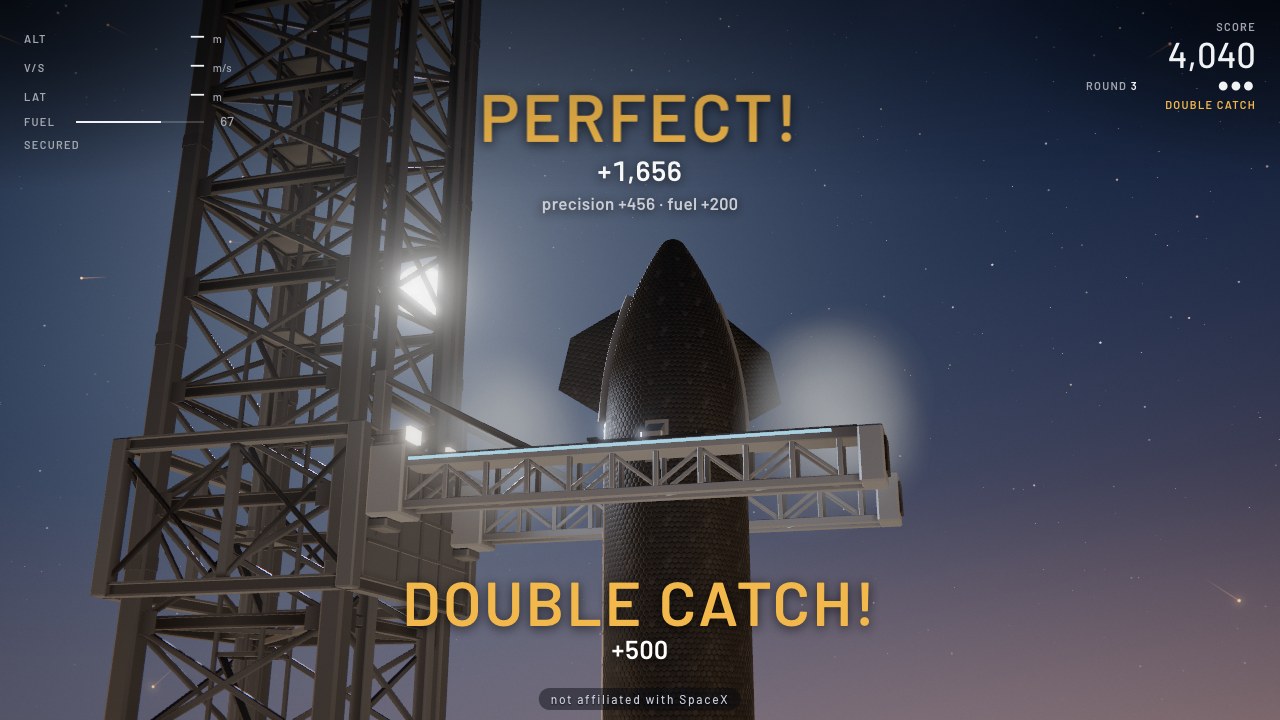 ALT — m
V/S — m/s
LAT — m
FUEL 67
SECURED
SCORE
4,040
ROUND 3
DOUBLE CATCH
PERFECT!
+1,656
precision +456 · fuel +200
DOUBLE CATCH!
+500
not affiliated with SpaceX